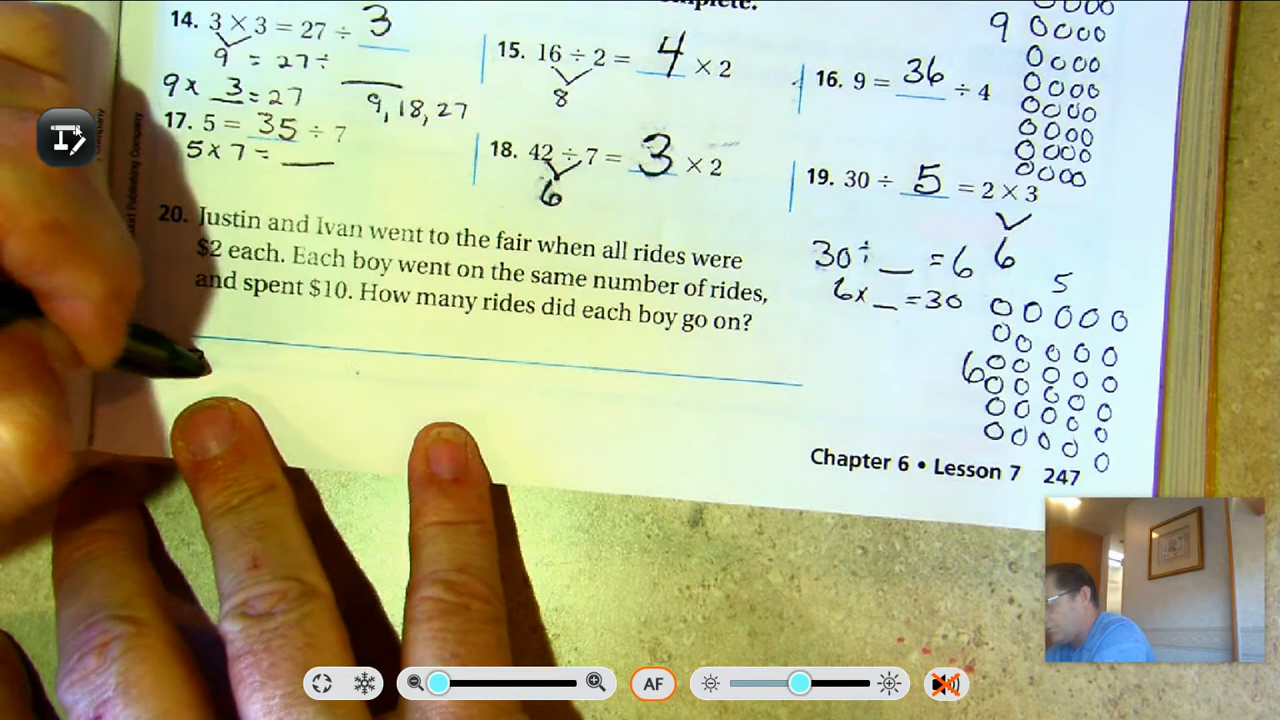 14. 3 × 3 = 27 ÷ 3
9 = 27 ÷
9 x 3 = 27
9, 18, 27
15. 16 ÷ 2 = 4 × 2
8
16. 9 = 36 ÷ 4
9
17. 5 = 35 ÷ 7
5 x 7 = __
18. 42 ÷ 7 = 3 × 2
6
19. 30 ÷ 5 = 2 × 3
6
30 ÷ __ = 6
6 x __ = 30
5
6
20. Justin and Ivan went to the fair when all rides were
$2 each. Each boy went on the same number of rides,
and spent $10. How many rides did each boy go on?
Chapter 6 • Lesson 7 247
AF